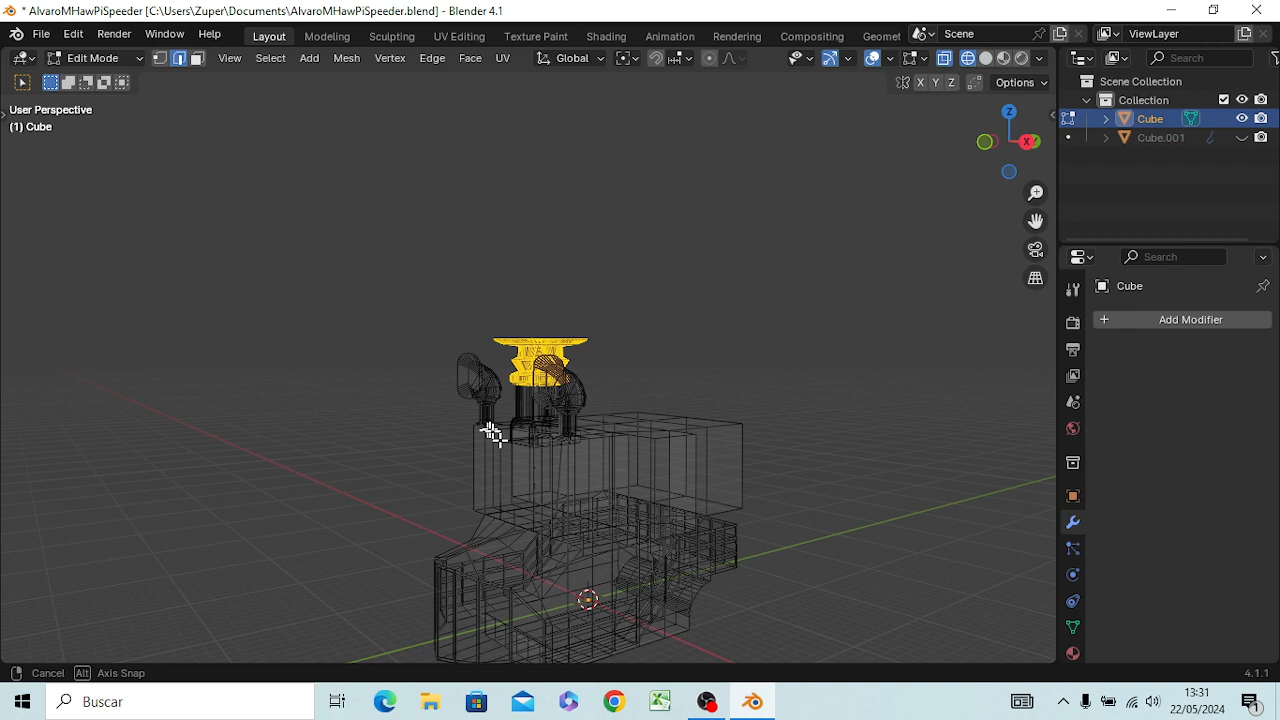 * AlvaroMHawPiSpeeder [C:\Users\Zuper\Documents\AlvaroMHawPiSpeeder.blend] - Blender 4.1
File Edit Render Window Help Layout Modeling Sculpting UV Editing Texture Paint Shading Animation Rendering Compositing Geomet Scene ViewLayer
Edit Mode View Select Add Mesh Vertex Edge Face UV Global Search
X Y Z Options
User Perspective
(1) Cube
Z
X
Y
Scene Collection
Collection
Cube
Cube.001
Search
Cube
Add Modifier
Cancel Alt Axis Snap 4.1.1
Buscar
13:31
22/05/2024
1